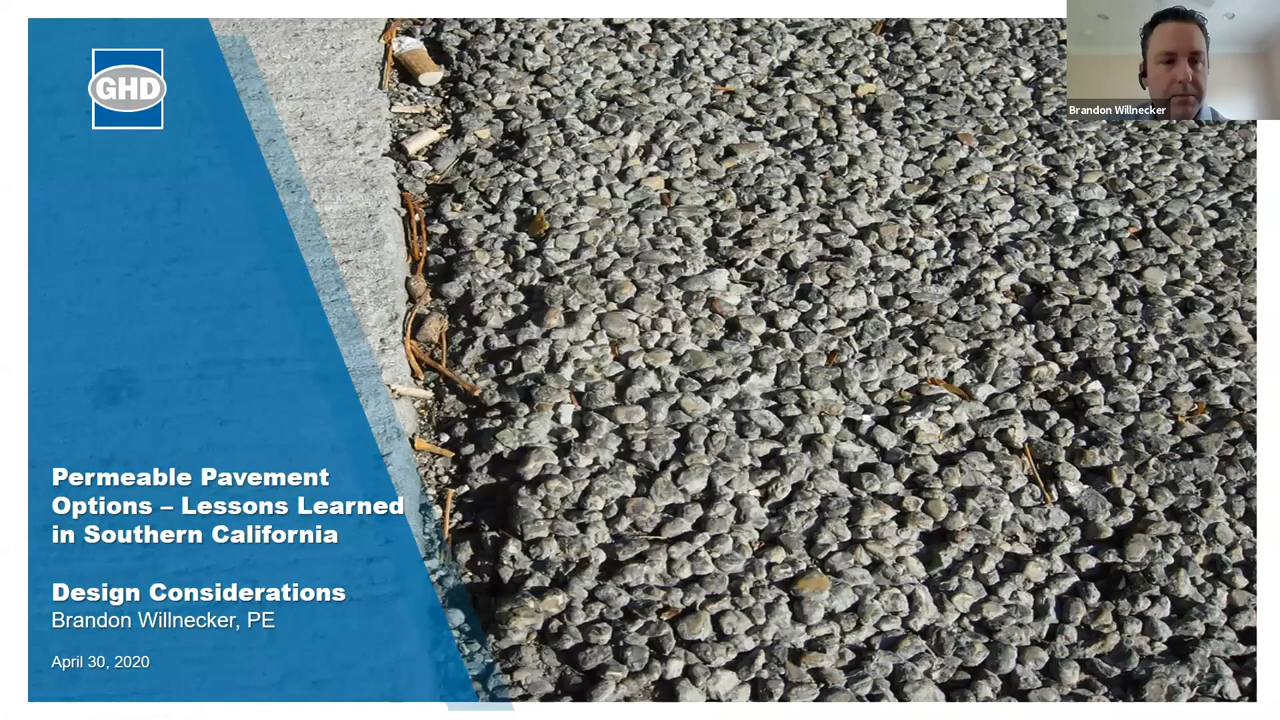 GHD
Brandon Willnecker
Permeable Pavement
Options – Lessons Learned
in Southern California
Design Considerations
Brandon Willnecker, PE
April 30, 2020